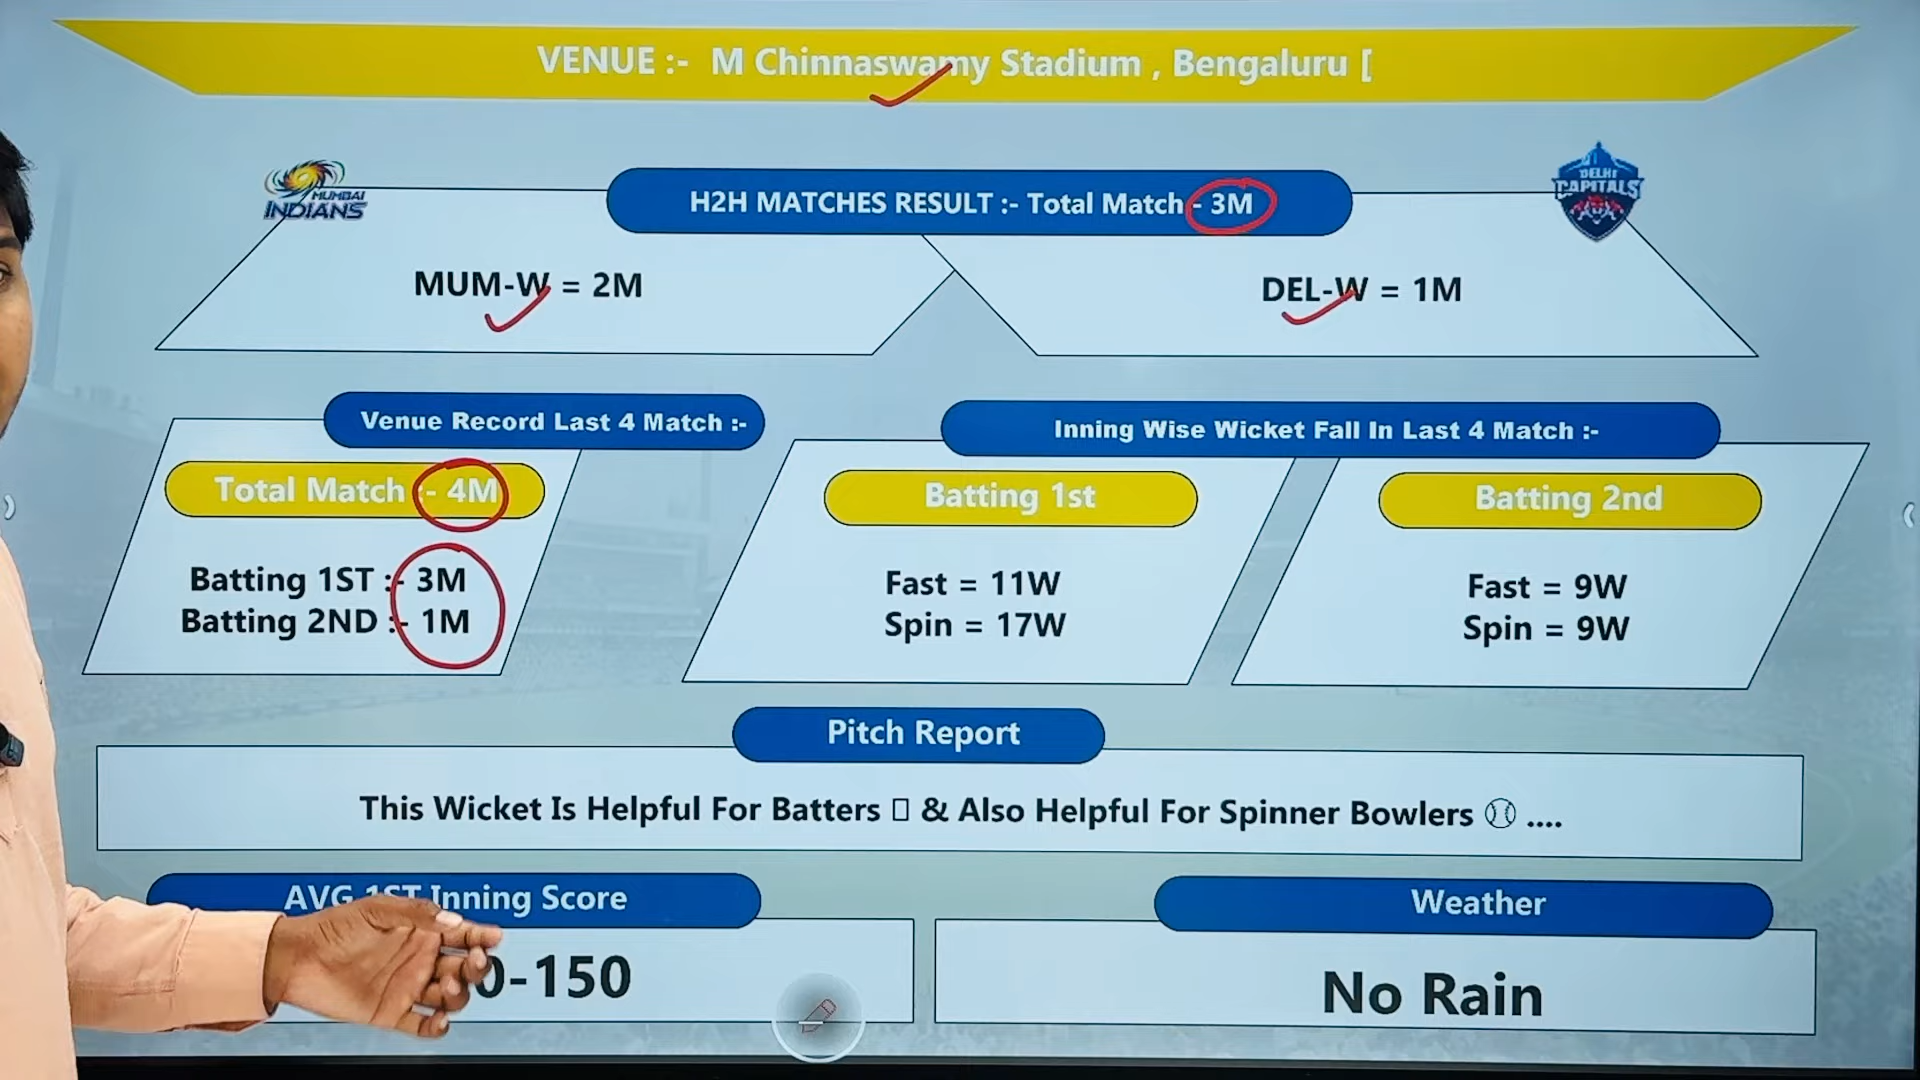 VENUE :- M Chinnaswamy Stadium , Bengaluru [
MUMBAI
INDIANS
H2H MATCHES RESULT :- Total Match - 3M
DELHI
CAPITALS
MUM-W = 2M
DEL-W = 1M
Venue Record Last 4 Match :-
Total Match :- 4M
Batting 1ST :- 3M
Batting 2ND :- 1M
Inning Wise Wicket Fall In Last 4 Match :-
Batting 1st
Fast = 11W
Spin = 17W
Batting 2nd
Fast = 9W
Spin = 9W
Pitch Report
This Wicket Is Helpful For Batters & Also Helpful For Spinner Bowlers ⚾ ....
AVG 1ST Inning Score
0-150
Weather
No Rain